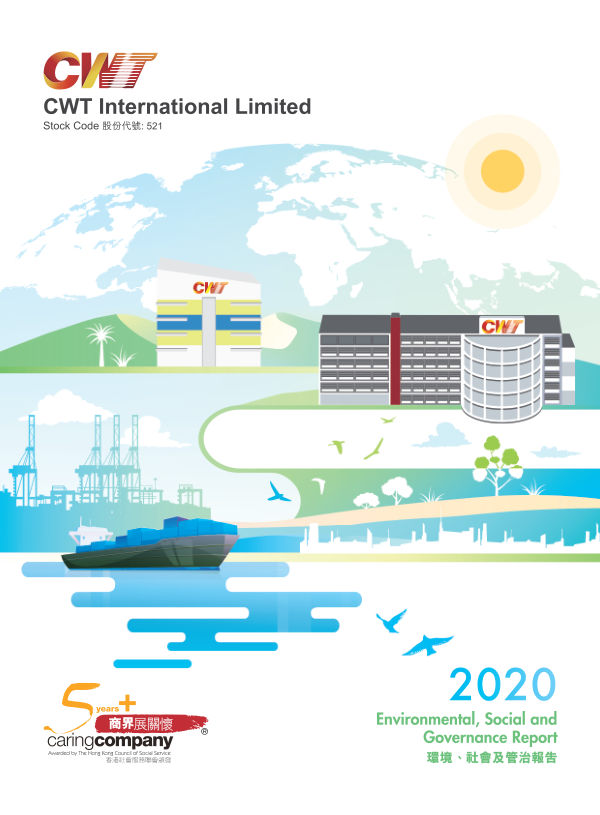 CWT
CWT International Limited
Stock Code 股份代號: 521
CWT
CWT
2020
Environmental, Social and
Governance Report
環境、社會及管治報告
5 years+
商界展關懷
caringcompany®
Awarded by The Hong Kong Council of Social Service
香港社會服務聯會頒發